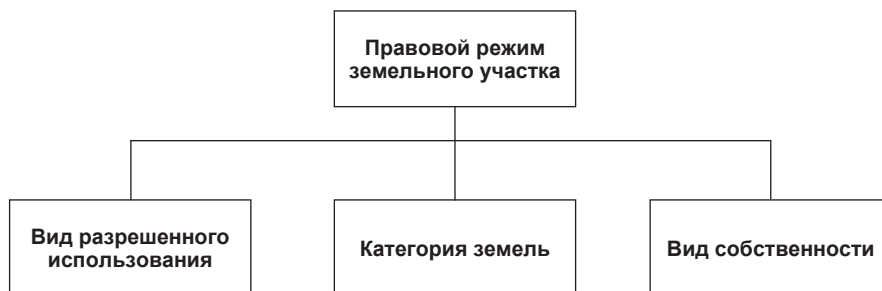 Правовой режим
земельного участка
Вид разрешенного
использования
Категория земель
Вид собственности